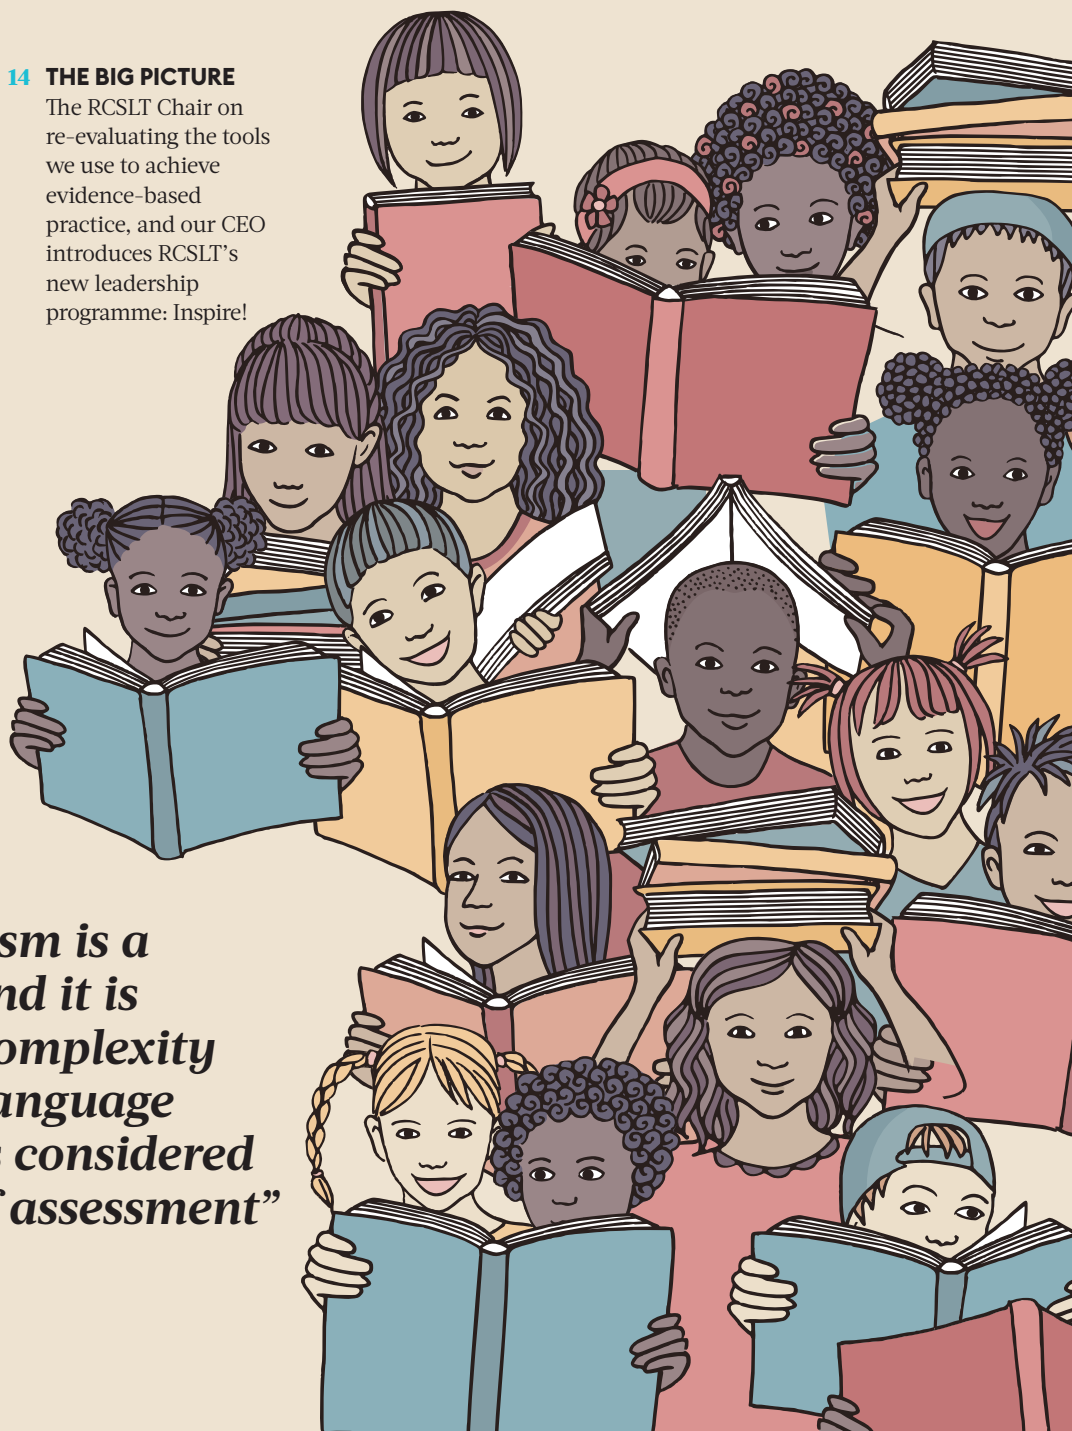 14 THE BIG PICTURE
The RCSLT Chair on
re-evaluating the tools
we use to achieve
evidence-based
practice, and our CEO
introduces RCSLT’s
new leadership
programme: Inspire!
sm is a
nd it is
omplexity
anguage
s considered
f assessment”